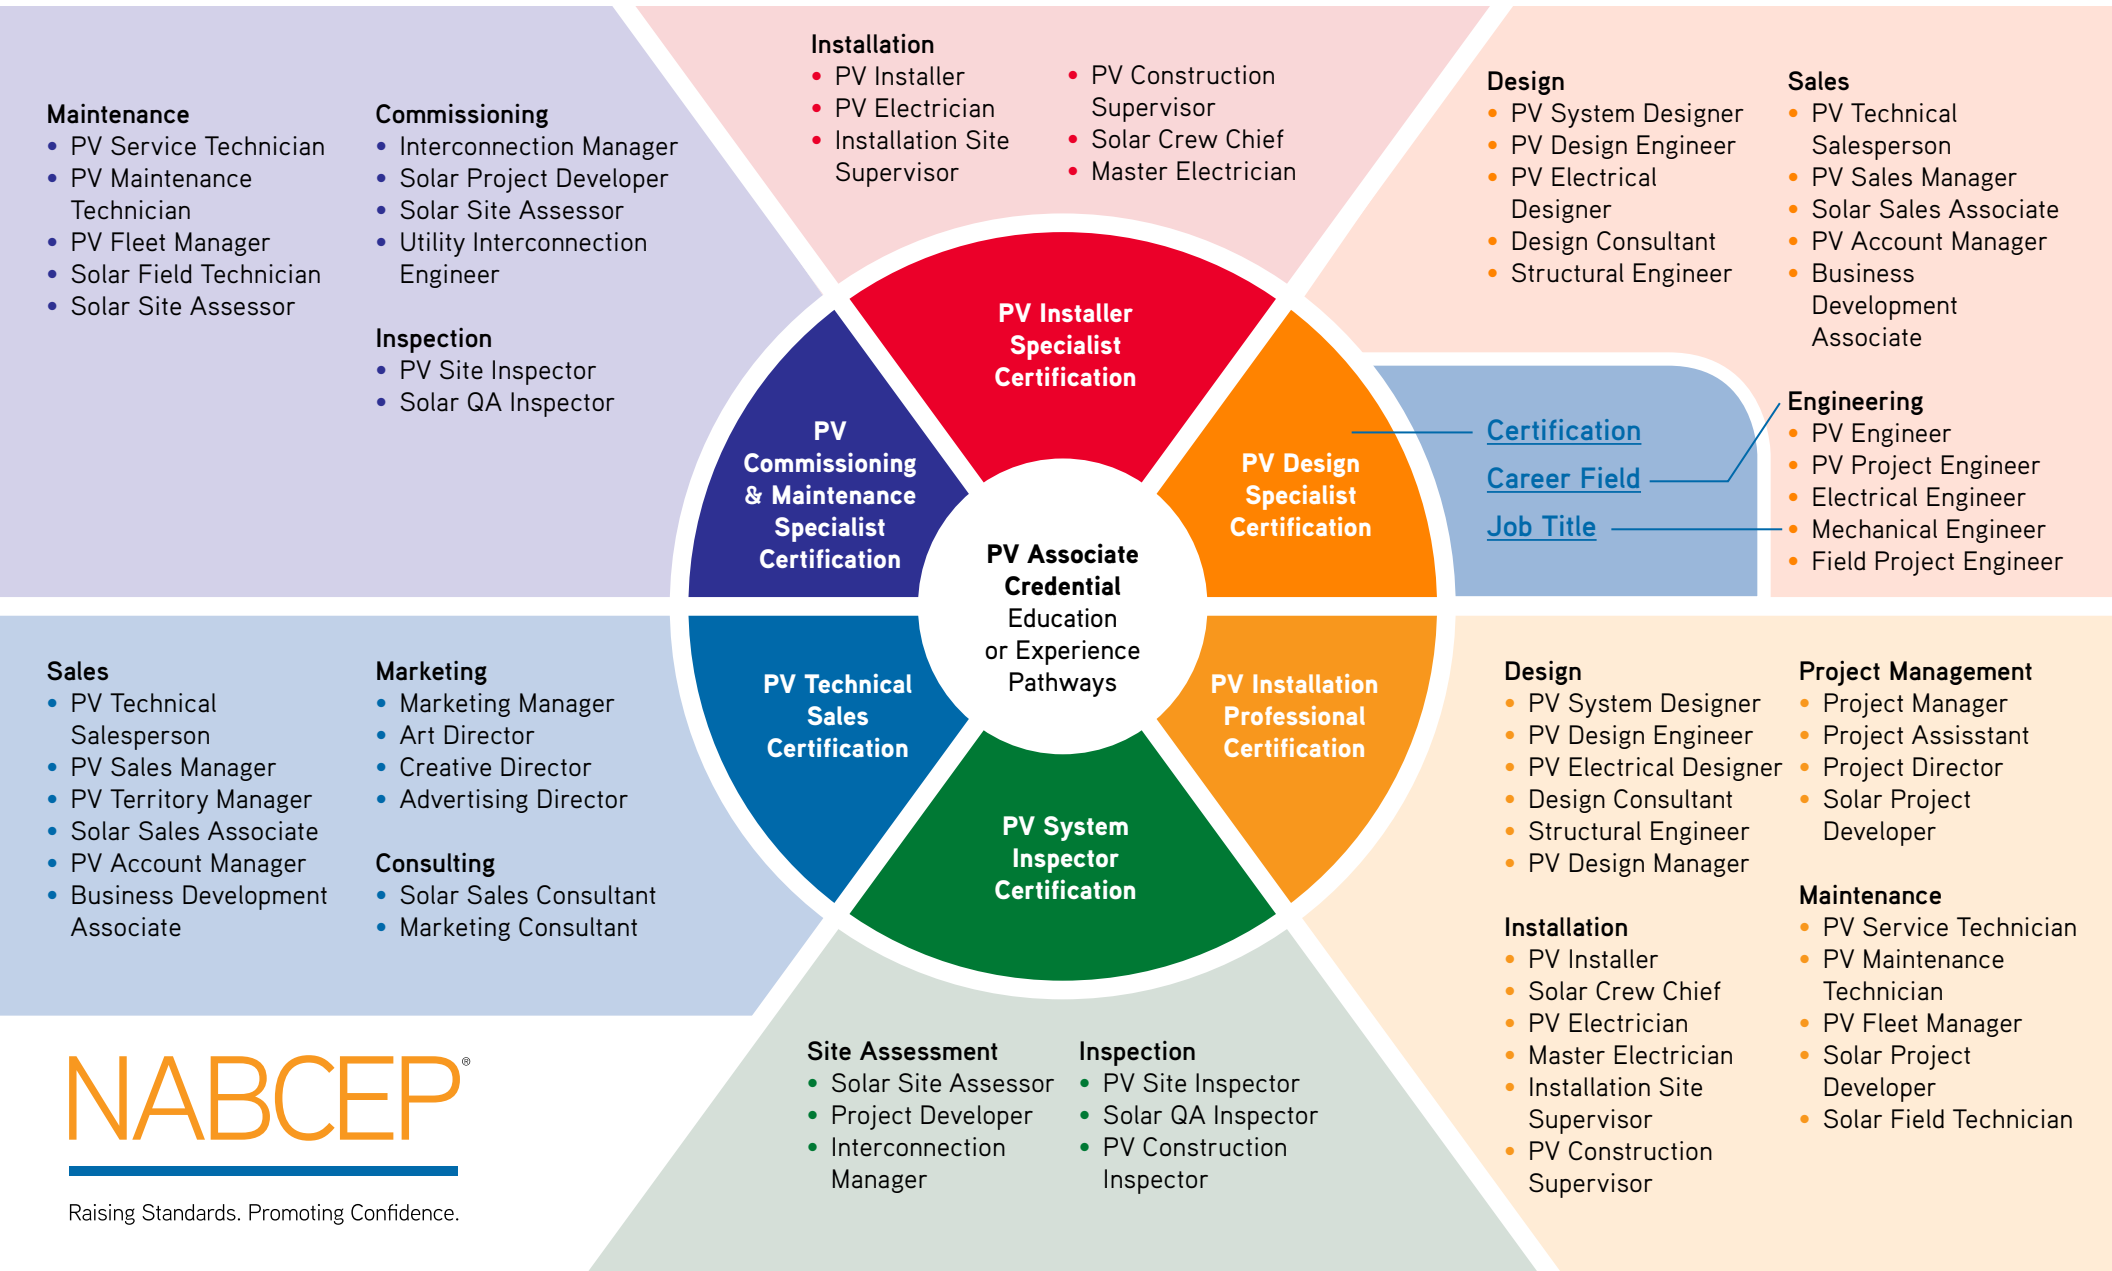 Maintenance
PV Service Technician
PV Maintenance
Technician
PV Fleet Manager
Solar Field Technician
Solar Site Assessor
Commissioning
Interconnection Manager
Solar Project Developer
Solar Site Assessor
Utility Interconnection
Engineer
Inspection
PV Site Inspector
Solar QA Inspector
Installation
PV Installer
PV Electrician
Installation Site
Supervisor
PV Construction
Supervisor
Solar Crew Chief
Master Electrician
Design
PV System Designer
PV Design Engineer
PV Electrical
Designer
Design Consultant
Structural Engineer
Sales
PV Technical
Salesperson
PV Sales Manager
Solar Sales Associate
PV Account Manager
Business
Development
Associate
Engineering
PV Engineer
PV Project Engineer
Electrical Engineer
Mechanical Engineer
Field Project Engineer
Certification
Career Field
Job Title
PV Installer
Specialist
Certification
PV Design
Specialist
Certification
PV
Commissioning
& Maintenance
Specialist
Certification
PV Associate
Credential
Education
or Experience
Pathways
PV Technical
Sales
Certification
PV Installation
Professional
Certification
PV System
Inspector
Certification
Sales
PV Technical
Salesperson
PV Sales Manager
PV Territory Manager
Solar Sales Associate
PV Account Manager
Business Development
Associate
Marketing
Marketing Manager
Art Director
Creative Director
Advertising Director
Consulting
Solar Sales Consultant
Marketing Consultant
Design
PV System Designer
PV Design Engineer
PV Electrical Designer
Design Consultant
Structural Engineer
PV Design Manager
Installation
PV Installer
Solar Crew Chief
PV Electrician
Master Electrician
Installation Site
Supervisor
PV Construction
Supervisor
Project Management
Project Manager
Project Assisstant
Project Director
Solar Project
Developer
Maintenance
PV Service Technician
PV Maintenance
Technician
PV Fleet Manager
Solar Project
Developer
Solar Field Technician
Site Assessment
Solar Site Assessor
Project Developer
Interconnection
Manager
Inspection
PV Site Inspector
Solar QA Inspector
PV Construction
Inspector
NABCEP®
Raising Standards. Promoting Confidence.